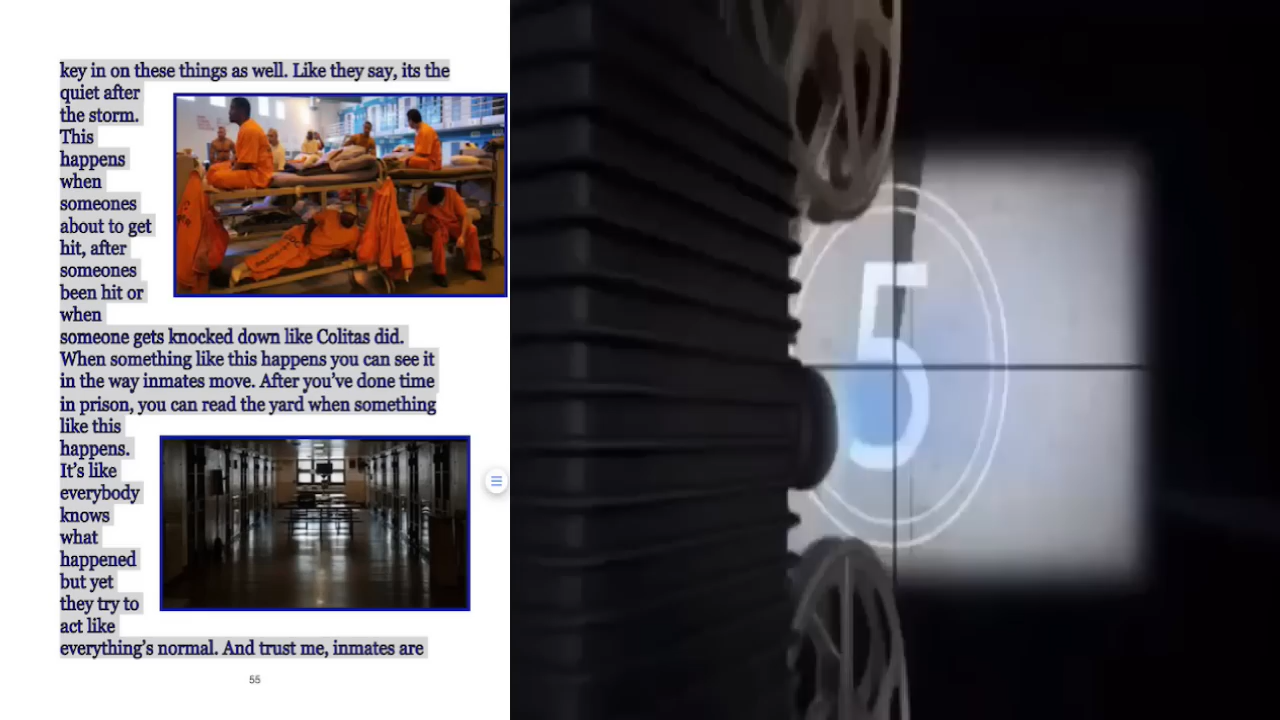 key in on these things as well. Like they say, its the
quiet after
the storm.
This
happens
when
someones
about to get
hit, after
someones
been hit or
when
someone gets knocked down like Colitas did.
When something like this happens you can see it
in the way inmates move. After you’ve done time
in prison, you can read the yard when something
like this
happens.
It’s like
everybody
knows
what
happened
but yet
they try to
act like
everything’s normal. And trust me, inmates are
55
5